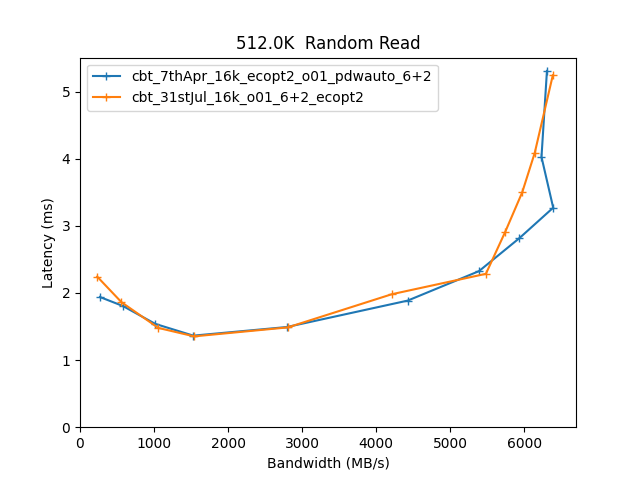 512.0K  Random Read
cbt_7thApr_16k_ecopt2_o01_pdwauto_6+2
cbt_31stJul_16k_o01_6+2_ecopt2
Latency (ms)
5
4
3
2
1
0
0 1000 2000 3000 4000 5000 6000
Bandwidth (MB/s)